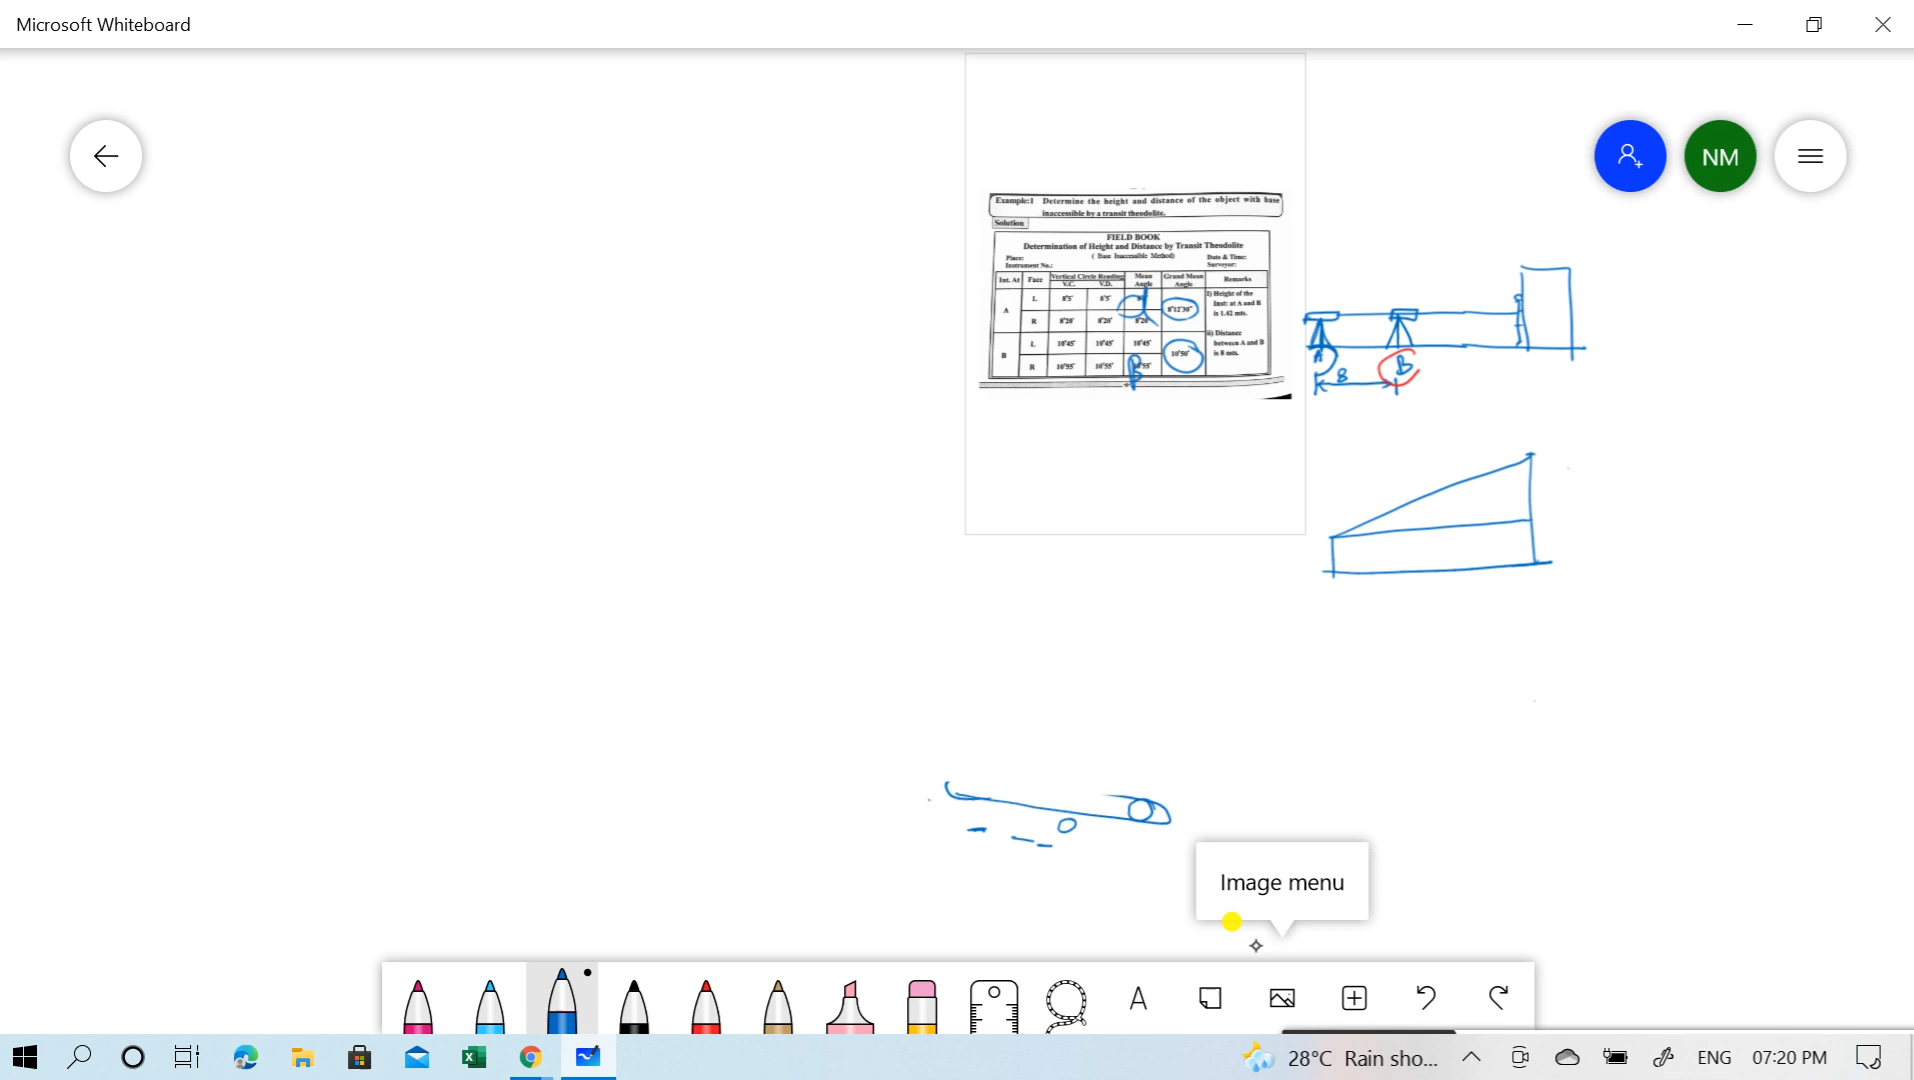 Microsoft Whiteboard
NM
Example:1 Determine the height and distance of the object with base
inaccessible by a transit theodolite.
Solution
FIELD BOOK
Determination of Height and Distance by Transit Theodolite
Place: ( Base Inaccessible Method) Date & Time:
Instrument No.: Surveyor:
Int. At Face Vertical Circle Reading Mean Angle Grand Mean Angle Remarks
V.C. V.D.
A L 8°5' 8°5' 8°12'30"
R 8°20' 8°20' 8°20'
B L 10°45' 10°45' 10°45' 10°50'
R 10°55' 10°55' 10°55'
i) Height of the
Inst: at A and B
is 1.42 mts.
ii) Distance
between A and B
is 8 mts.
α
β
A B
8
Image menu
A
28°C Rain sho... ENG 07:20 PM